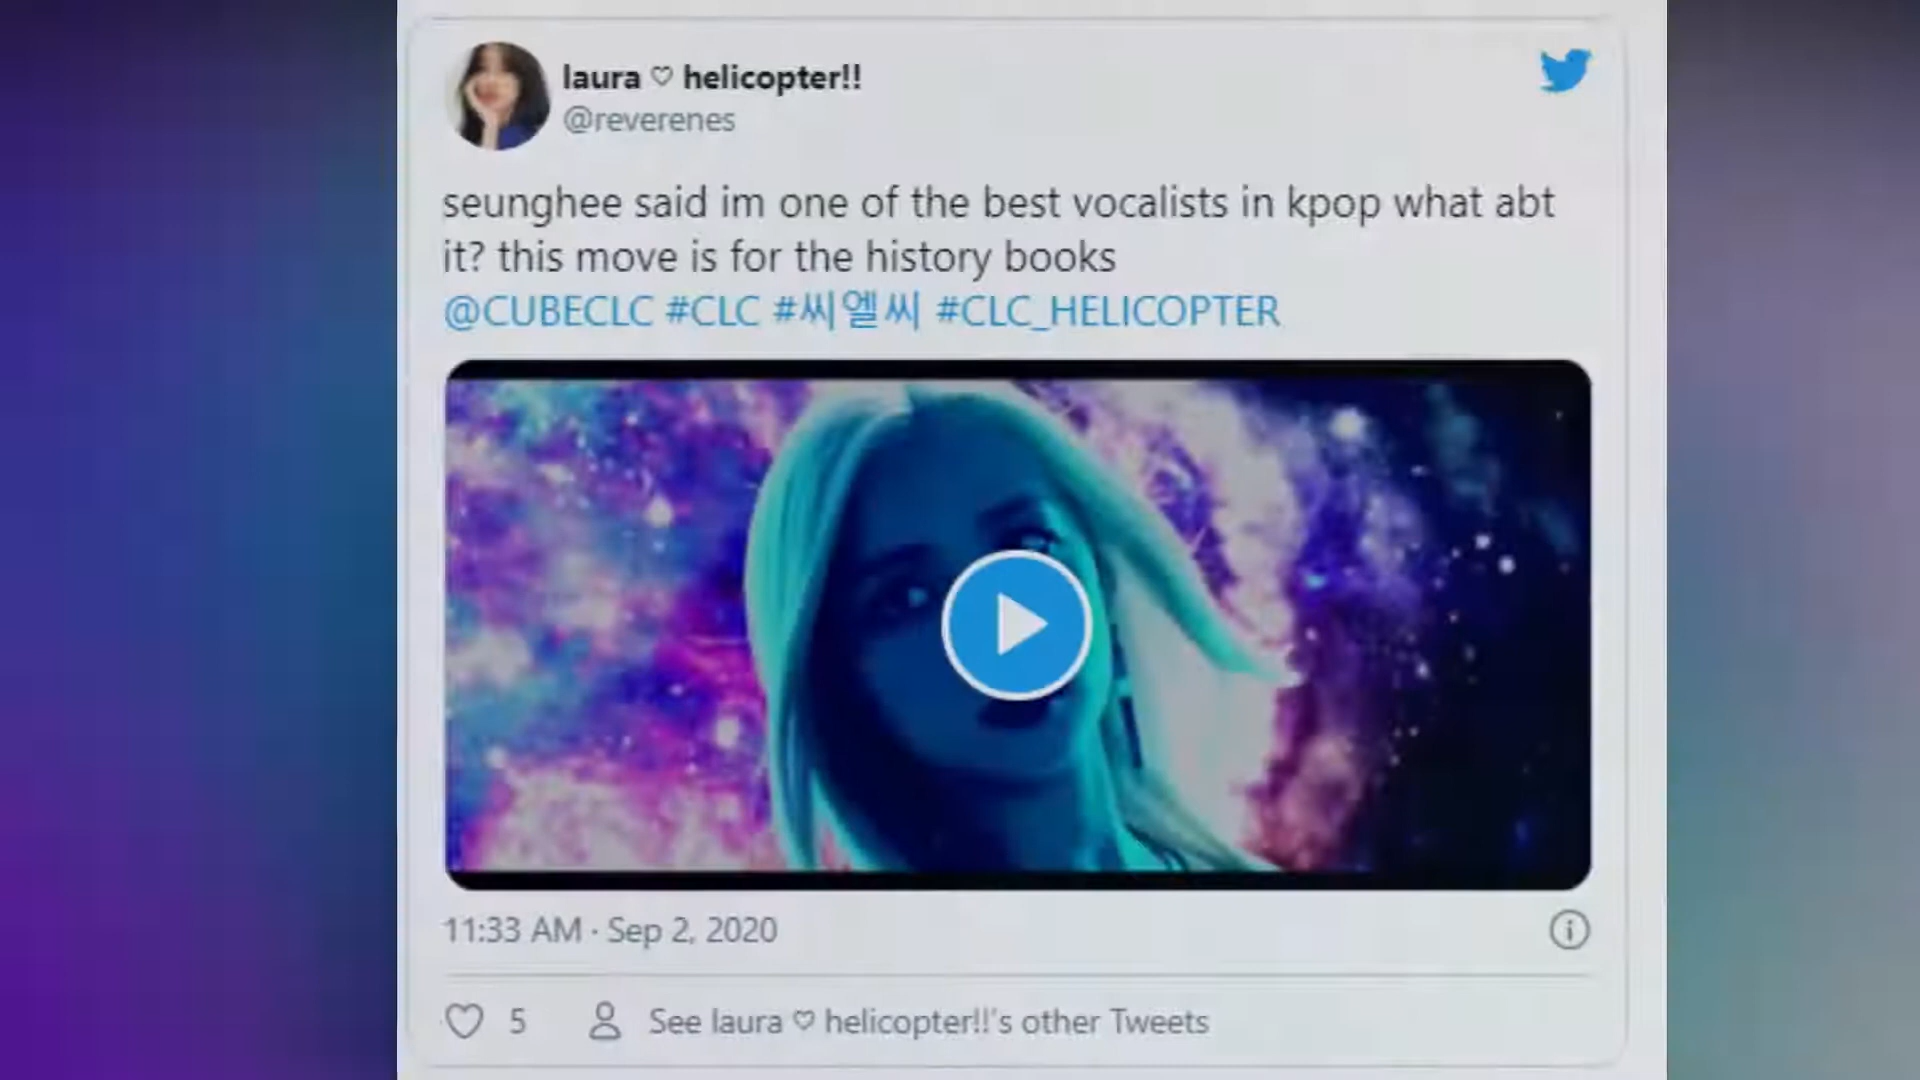 laura ♡ helicopter!!
@reverenes
seunghee said im one of the best vocalists in kpop what abt
it? this move is for the history books
@CUBECLC #CLC #씨엘씨 #CLC_HELICOPTER
11:33 AM · Sep 2, 2020
5 See laura ♡ helicopter!!'s other Tweets